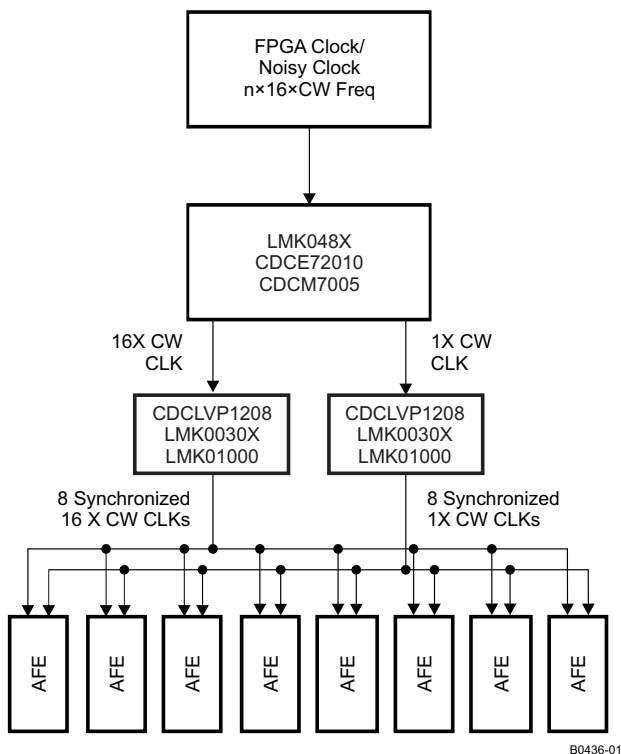 FPGA Clock/
Noisy Clock
n×16×CW Freq
LMK048X
CDCE72010
CDCM7005
16X CW
CLK
1X CW
CLK
CDCLVP1208
LMK0030X
LMK01000
CDCLVP1208
LMK0030X
LMK01000
8 Synchronized
16 X CW CLKs
8 Synchronized
1X CW CLKs
AFE
AFE
AFE
AFE
AFE
AFE
AFE
AFE
B0436-01